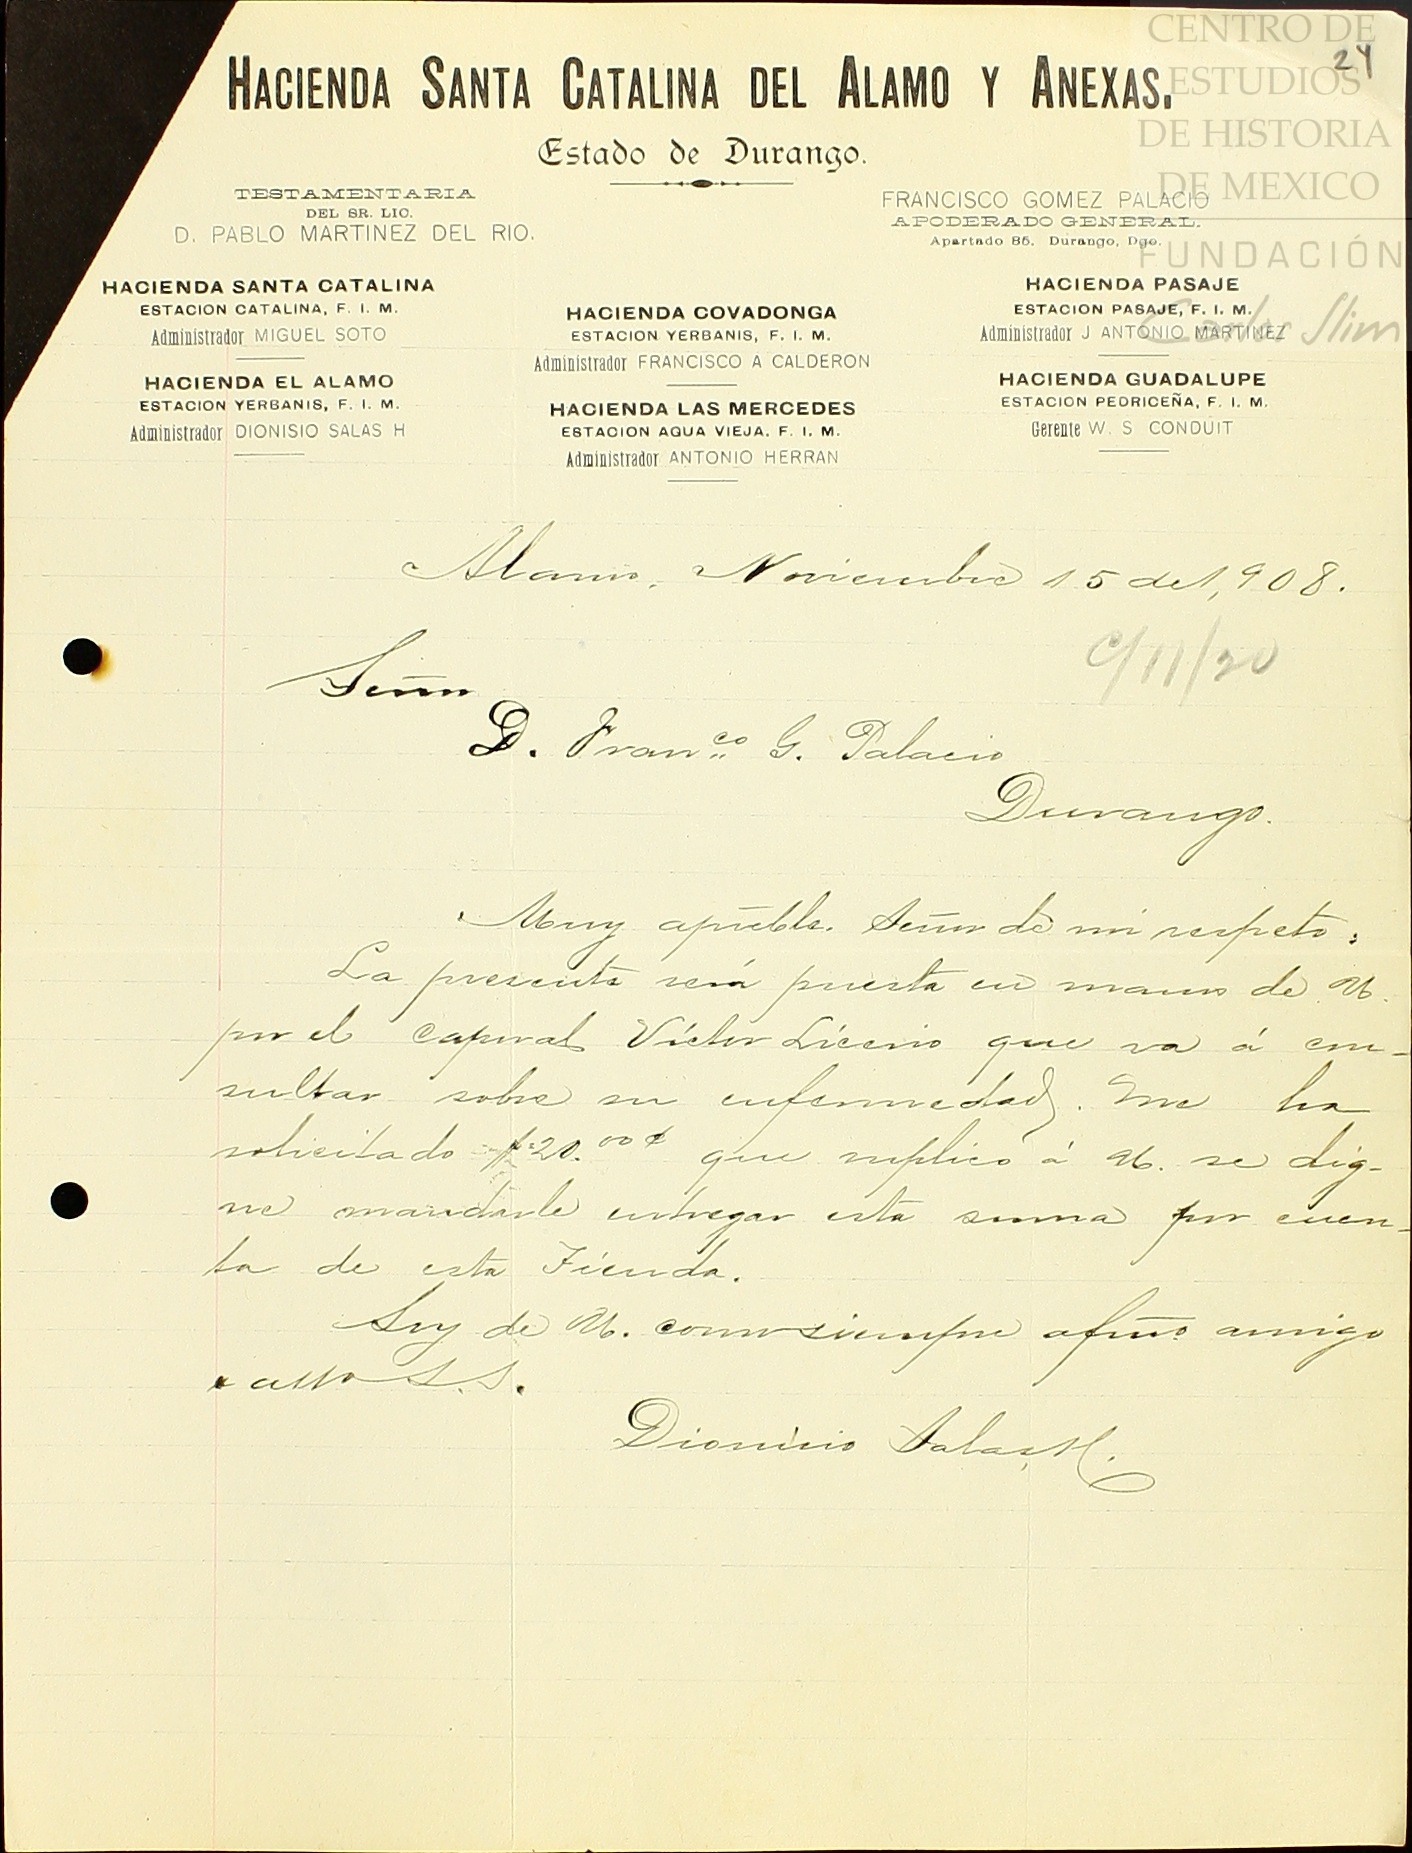 CENTRO DE
ESTUDIOS
DE HISTORIA
DE MEXICO
FUNDACIÓN
Carlos Slim
24
HACIENDA SANTA CATALINA DEL ALAMO Y ANEXAS.
Estado de Durango.
TESTAMENTARIA
DEL SR. LIC.
D. PABLO MARTINEZ DEL RIO.
FRANCISCO GOMEZ PALACIO
APODERADO GENERAL.
Apartado 85. Durango, Dgo.
HACIENDA SANTA CATALINA
ESTACION CATALINA, F. I. M.
Administrador MIGUEL SOTO
HACIENDA EL ALAMO
ESTACION YERBANIS, F. I. M.
Administrador DIONISIO SALAS H
HACIENDA COVADONGA
ESTACION YERBANIS, F. I. M.
Administrador FRANCISCO A CALDERON
HACIENDA LAS MERCEDES
ESTACION AGUA VIEJA. F. I. M.
Administrador ANTONIO HERRAN
HACIENDA PASAJE
ESTACION PASAJE, F. I. M.
Administrador J ANTONIO MARTINEZ
HACIENDA GUADALUPE
ESTACION PEDRICEÑA, F. I. M.
Gerente W. S CONDUIT
Alamo, Noviembre 15 de 1,908.
C/11/20
Señor
D. Franco G. Palacio
Durango.
Muy apreble. Señor de mi respeto:
La presente será puesta en manos de U.
por el caporal Víctor Licerio que va á con-
sultar sobre su enfermedad. Me ha
solicitado $20.00 ¢ que suplico á U. se dig-
ne mandarle entregar esta suma por cuen-
ta de esta Fienda.
Soy de U. como siempre afmo amigo
atto S.S.
Dionicio Salas H.